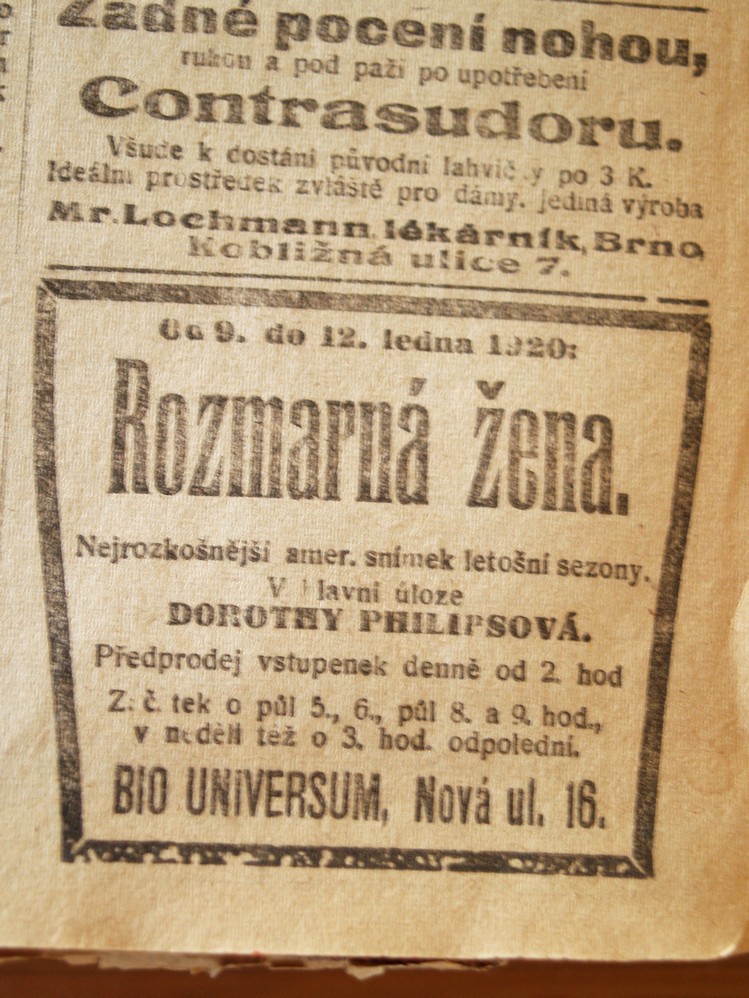 Žádné pocení nohou,
rukou a pod paží po upotřebení
Contrasudoru.
Všude k dostání původní lahvičky po 3 K.
Ideální prostředek zvláště pro dámy. jediná výroba
Mr. Lochmann, lékárník, Brno,
Kobližná ulice 7.
Od 9. do 12. ledna 1920:
Rozmarná žena.
Nejrozkošnější amer. snímek letošní sezony.
V hlavní úloze
DOROTHY PHILIPSOVÁ.
Předprodej vstupenek denně od 2. hod
Začátek o půl 5., 6., půl 8. a 9. hod.,
v neděli též o 3. hod. odpolední.
BIO UNiVERSUM, Nová ul. 16.